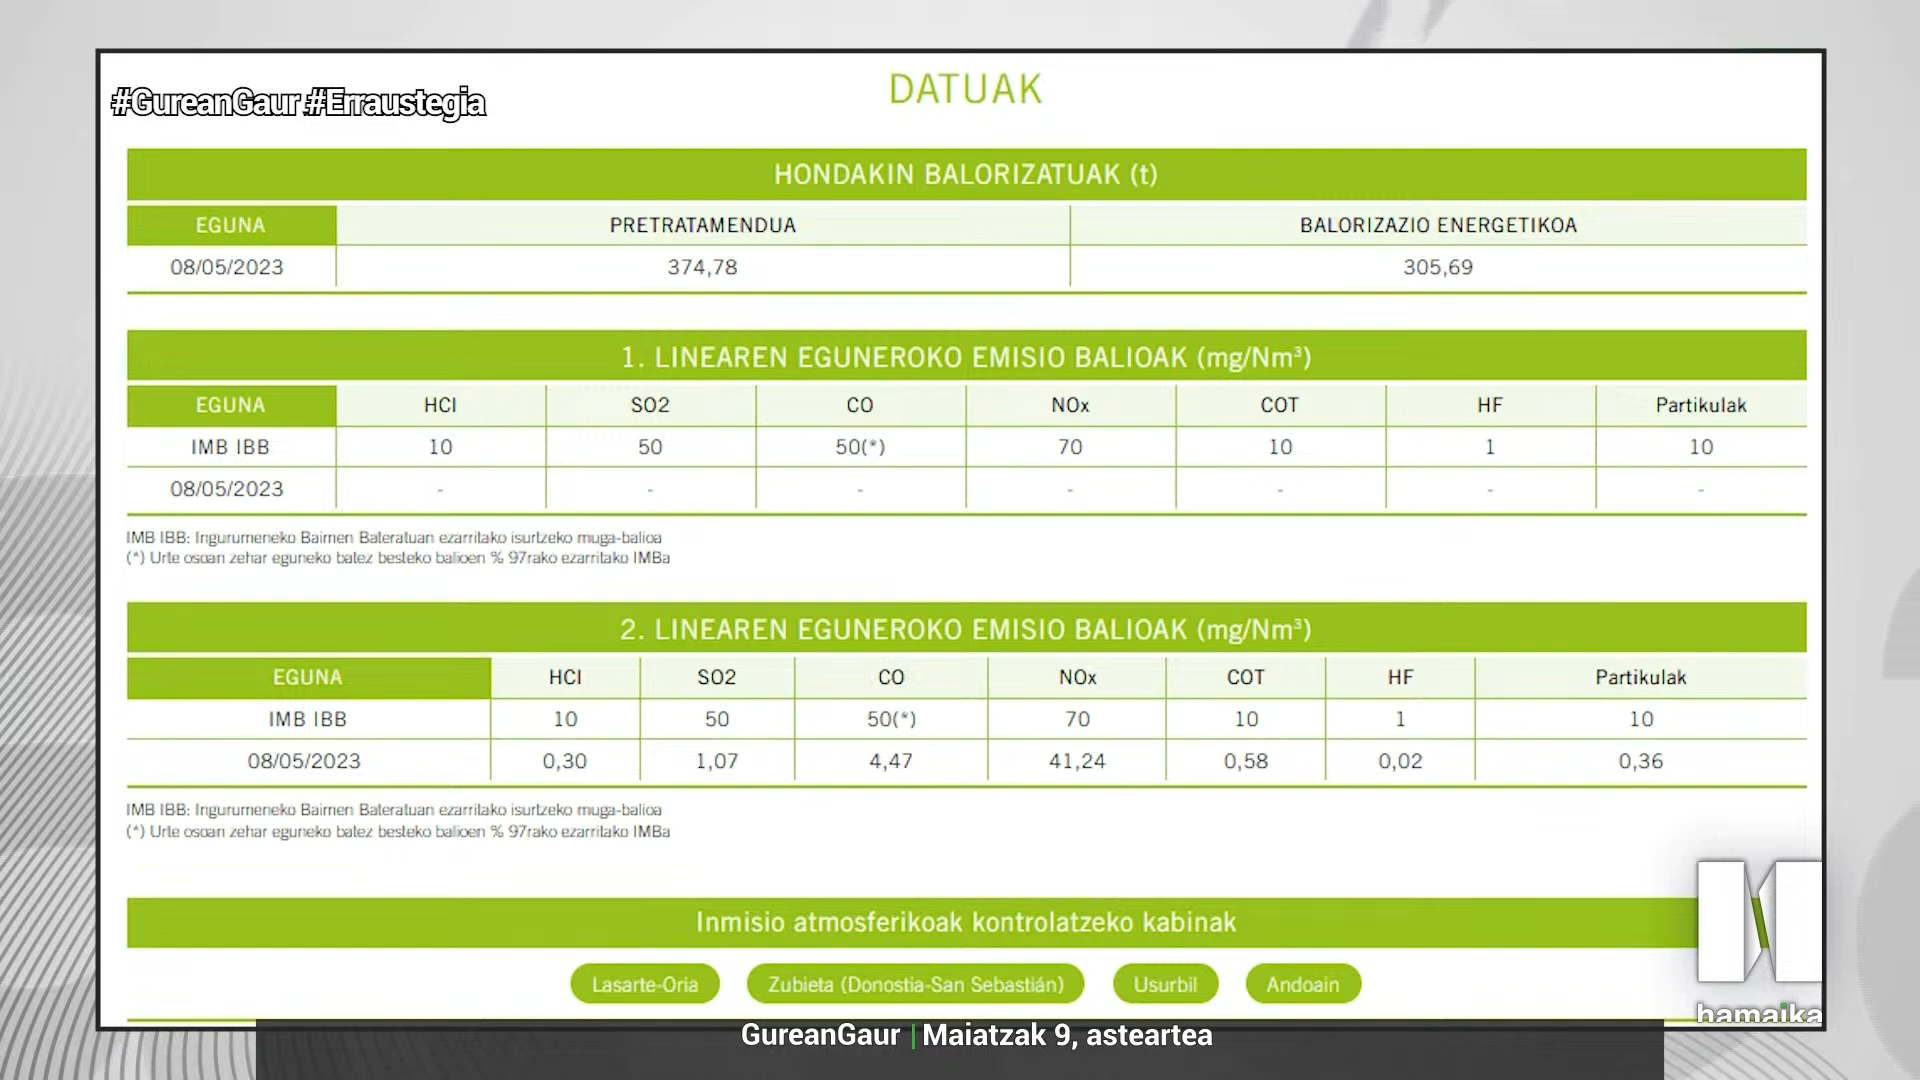 #GureanGaur #Erraustegia
DATUAK
HONDAKIN BALORIZATUAK (t)
EGUNA PRETRATAMENDUA BALORIZAZIO ENERGETIKOA
08/05/2023 374,78 305,69
1. LINEAREN EGUNEROKO EMISIO BALIOAK (mg/Nm³)
EGUNA HCl SO2 CO NOx COT HF Partikulak
IMB IBB 10 50 50(*) 70 10 1 10
08/05/2023 - - - - - - -
IMB IBB: Ingurumeneko Baimen Bateratuan ezarritako isurtzeko muga-balioa
(*) Urte osoan zehar eguneko batez besteko balioen % 97rako ezarritako IMBa
2. LINEAREN EGUNEROKO EMISIO BALIOAK (mg/Nm³)
EGUNA HCl SO2 CO NOx COT HF Partikulak
IMB IBB 10 50 50(*) 70 10 1 10
08/05/2023 0,30 1,07 4,47 41,24 0,58 0,02 0,36
IMB IBB: Ingurumeneko Baimen Bateratuan ezarritako isurtzeko muga-balioa
(*) Urte osoan zehar eguneko batez besteko balioen % 97rako ezarritako IMBa
Inmisio atmosferikoak kontrolatzeko kabinak
Lasarte-Oria Zubieta (Donostia-San Sebastián) Usurbil Andoain
hamaika
GureanGaur | Maiatzak 9, asteartea